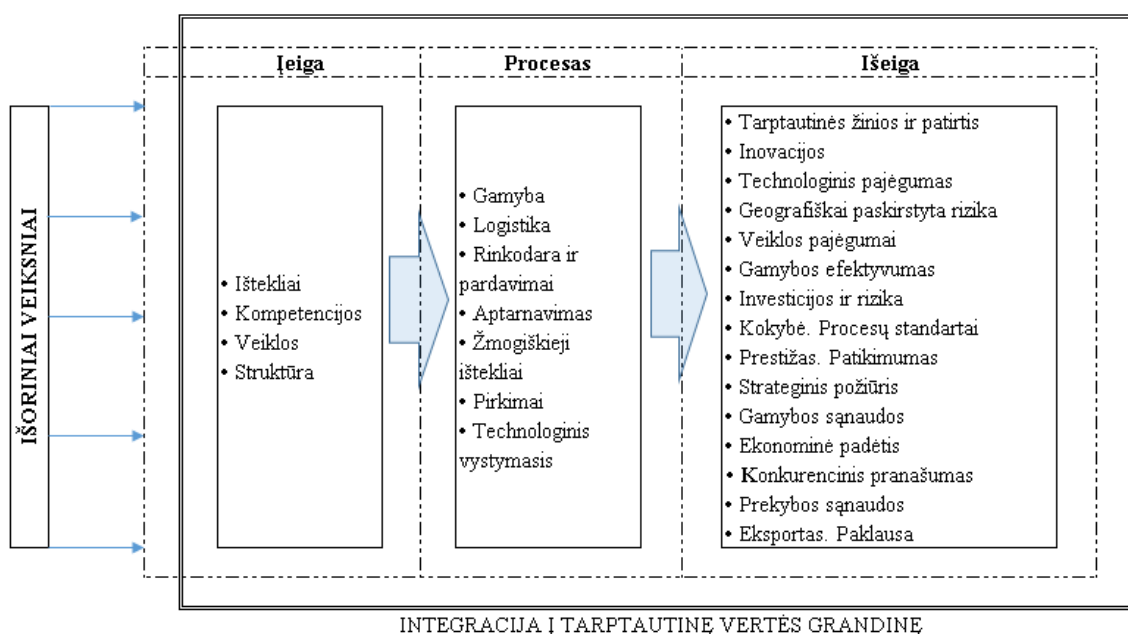 Įeiga
Procesas
Išeiga
IŠORINIAI VEIKSNIAI
• Ištekliai
• Kompetencijos
• Veiklos
• Struktūra
• Gamyba
• Logistika
• Rinkodara ir
pardavimai
• Aptarnavimas
• Žmogiškieji
ištekliai
• Pirkimai
• Technologinis
vystymasis
• Tarptautinės žinios ir patirtis
• Inovacijos
• Technologinis pajėgumas
• Geografiškai paskirstyta rizika
• Veiklos pajėgumai
• Gamybos efektyvumas
• Investicijos ir rizika
• Kokybė. Procesų standartai
• Prestižas. Patikimumas
• Strateginis požiūris
• Gamybos sąnaudos
• Ekonominė padėtis
• Konkurencinis pranašumas
• Prekybos sąnaudos
• Eksportas. Paklausa
INTEGRACIJA Į TARPTAUTINĘ VERTĖS GRANDINĘ